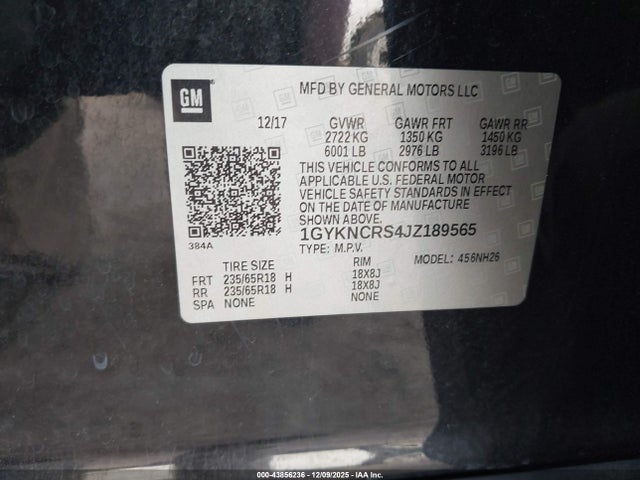 GM
MFD BY GENERAL MOTORS LLC
12/17 GVWR GAWR FRT GAWR RR
2722 KG 1350 KG 1450 KG
6001 LB 2976 LB 3196 LB
THIS VEHICLE CONFORMS TO ALL
APPLICABLE U.S. FEDERAL MOTOR
VEHICLE SAFETY STANDARDS IN EFFECT
ON THE DATE OF MANUFACTURE
SHOWN ABOVE.
384A
1GYKNCRS4JZ189565
TYPE: M.P.V. MODEL: 456NH26
TIRE SIZE RIM
FRT 235/65R18 H 18X8J
RR 235/65R18 H 18X8J
SPA NONE NONE
000-43856236 - 12/09/2025 - IAA Inc.